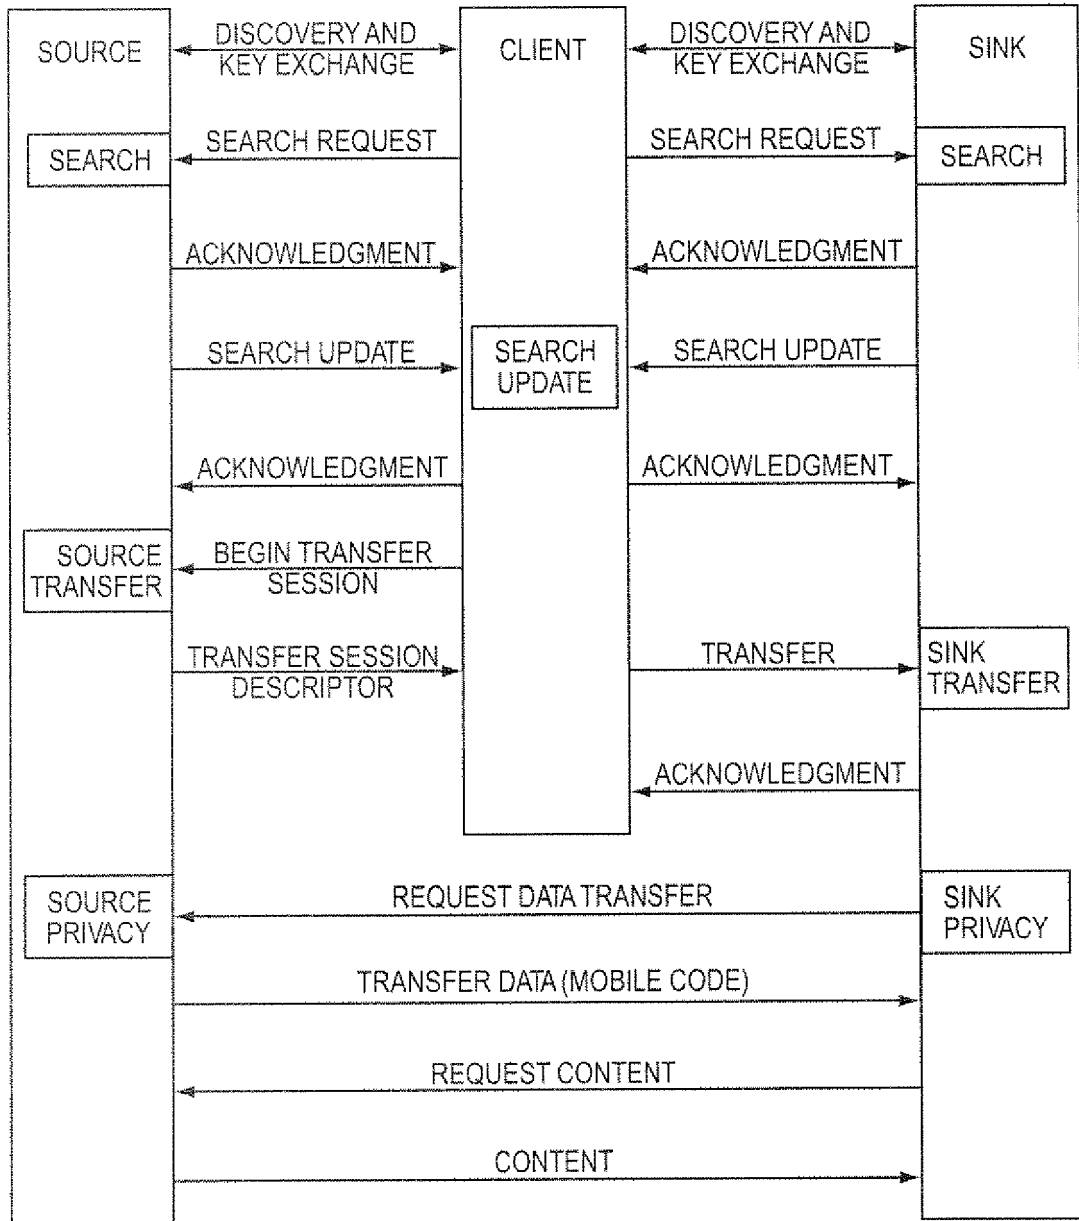 SOURCE
DISCOVERY AND
KEY EXCHANGE
CLIENT
DISCOVERY AND
KEY EXCHANGE
SINK
SEARCH
SEARCH REQUEST
SEARCH REQUEST
SEARCH
ACKNOWLEDGMENT
ACKNOWLEDGMENT
SEARCH UPDATE
SEARCH
UPDATE
SEARCH UPDATE
ACKNOWLEDGMENT
ACKNOWLEDGMENT
SOURCE
TRANSFER
BEGIN TRANSFER
SESSION
TRANSFER SESSION
DESCRIPTOR
TRANSFER
SINK
TRANSFER
ACKNOWLEDGMENT
SOURCE
PRIVACY
REQUEST DATA TRANSFER
SINK
PRIVACY
TRANSFER DATA (MOBILE CODE)
REQUEST CONTENT
CONTENT